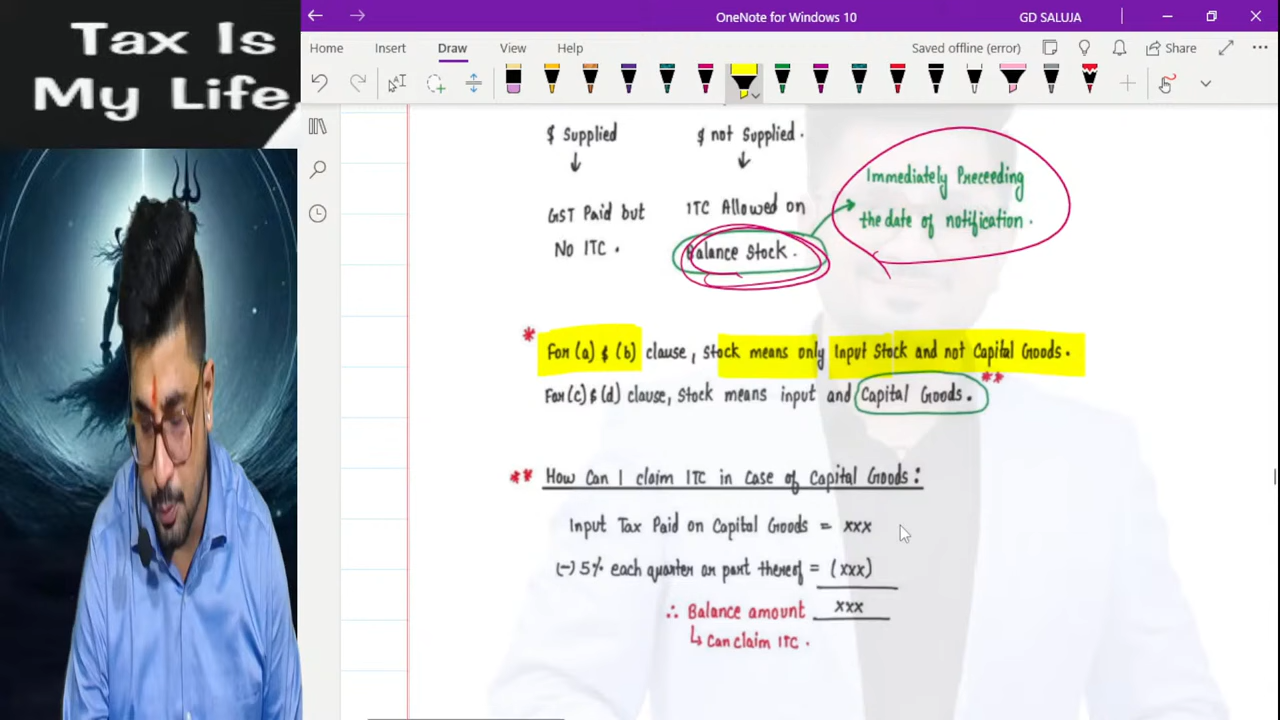 Tax Is
My Life
OneNote for Windows 10
GD SALUJA
Home Insert Draw View Help
Saved offline (error)
Share
& Supplied
& not Supplied.
GST Paid but
No ITC.
ITC Allowed on
Balance Stock.
Immediately Preceeding
the date of notification.
* For (a) & (b) clause, Stock means only Input Stock and not Capital Goods.
For (c) & (d) clause, Stock means input and Capital Goods. **
** How Can I claim ITC in Case of Capital Goods:
Input Tax Paid on Capital Goods = xxx
(-) 5% each quarter or part thereof = (xxx)
∴ Balance amount xxx
↳ Can claim ITC.